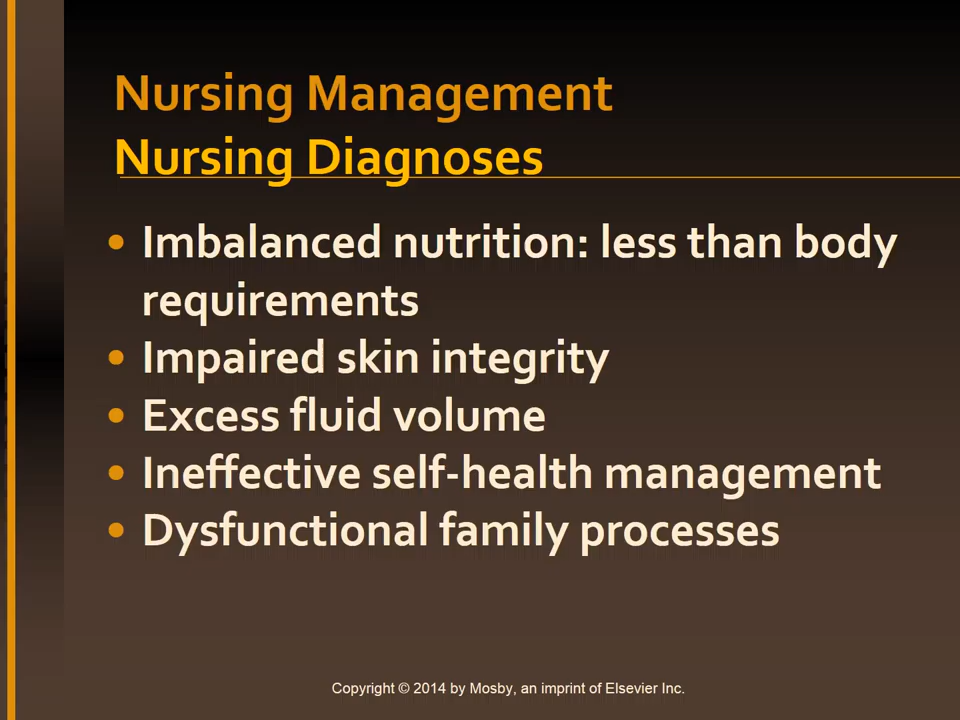 Nursing Management
Nursing Diagnoses
• Imbalanced nutrition: less than body
requirements
• Impaired skin integrity
• Excess fluid volume
• Ineffective self-health management
• Dysfunctional family processes
Copyright © 2014 by Mosby, an imprint of Elsevier Inc.